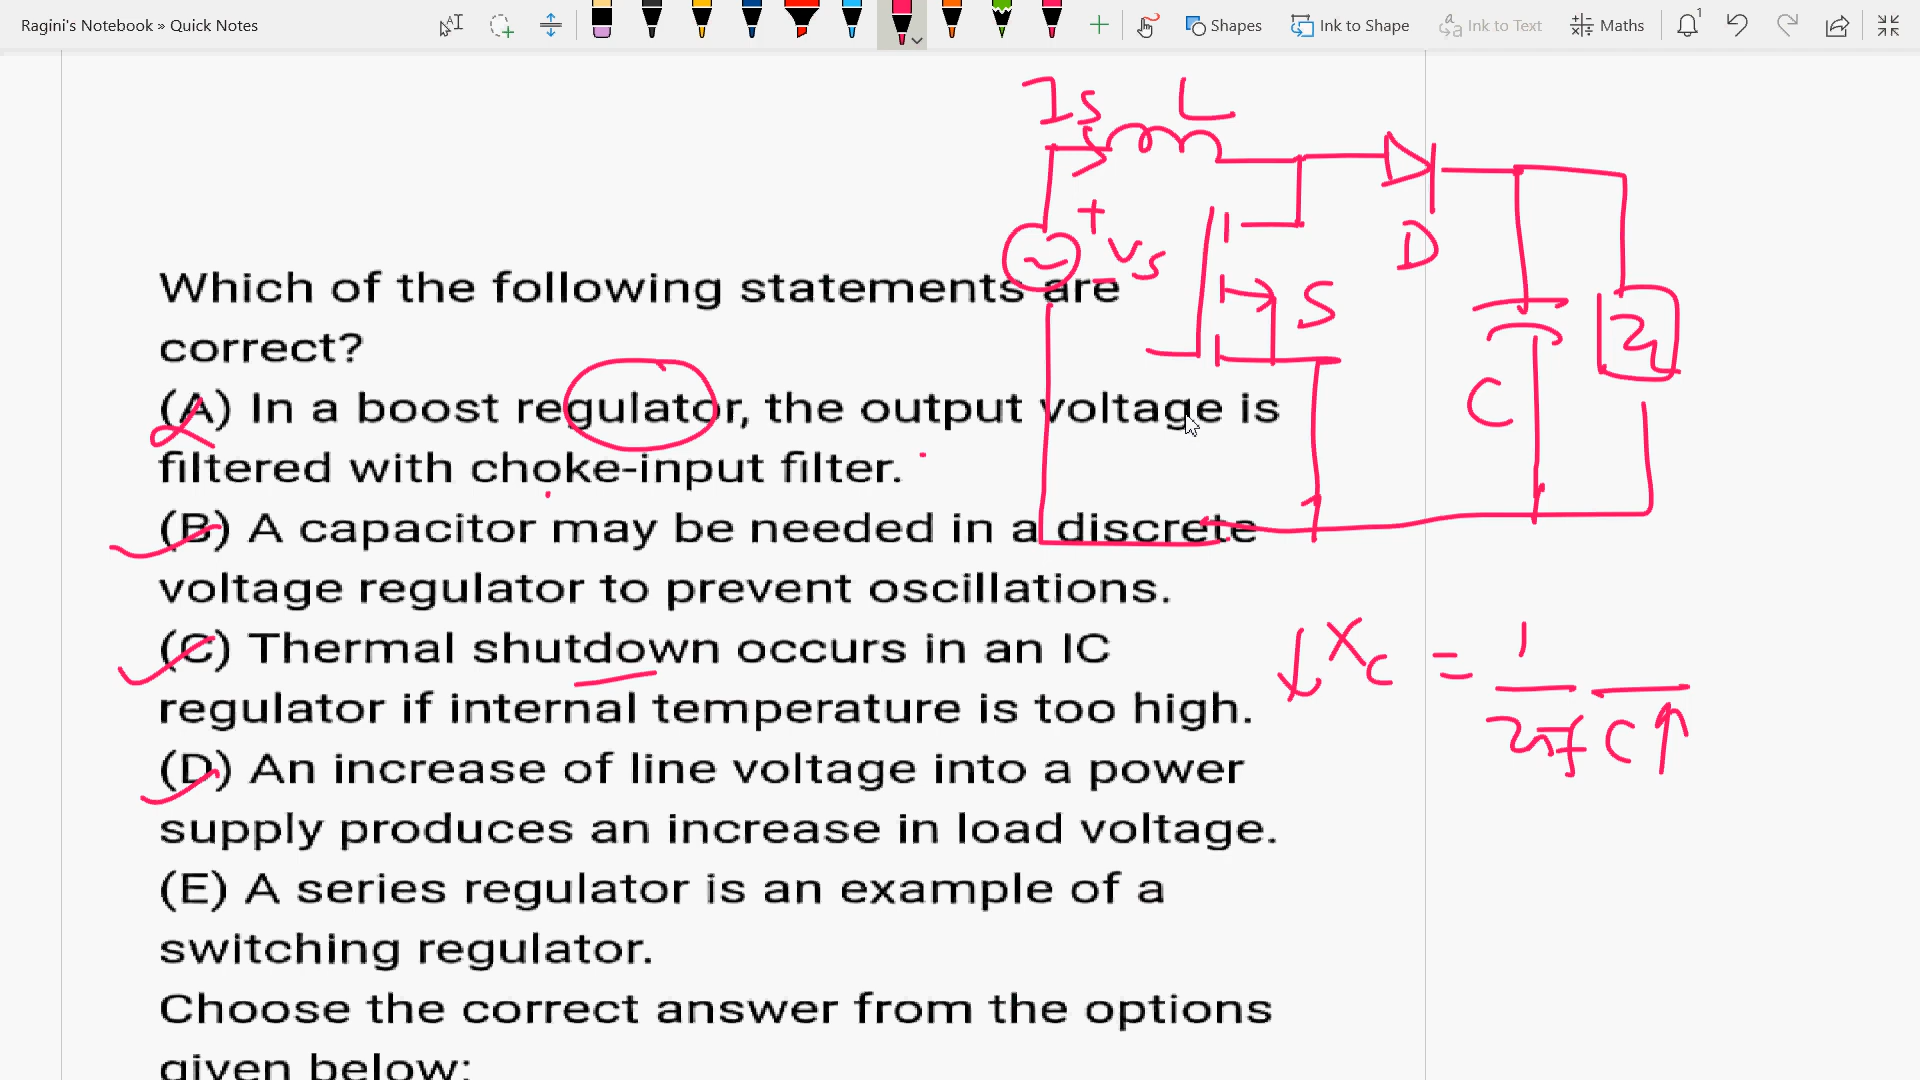 Ragini's Notebook » Quick Notes
Shapes
Ink to Shape
Ink to Text
Maths
1
Is L
+
Vs
-
S
D
C
Which of the following statements are
correct?
(A) In a boost regulator, the output voltage is
filtered with choke-input filter.
(B) A capacitor may be needed in a discrete
voltage regulator to prevent oscillations.
(C) Thermal shutdown occurs in an IC
regulator if internal temperature is too high.
(D) An increase of line voltage into a power
supply produces an increase in load voltage.
(E) A series regulator is an example of a
switching regulator.
Choose the correct answer from the options
given below:
↓Xc = 1
2πfC↑